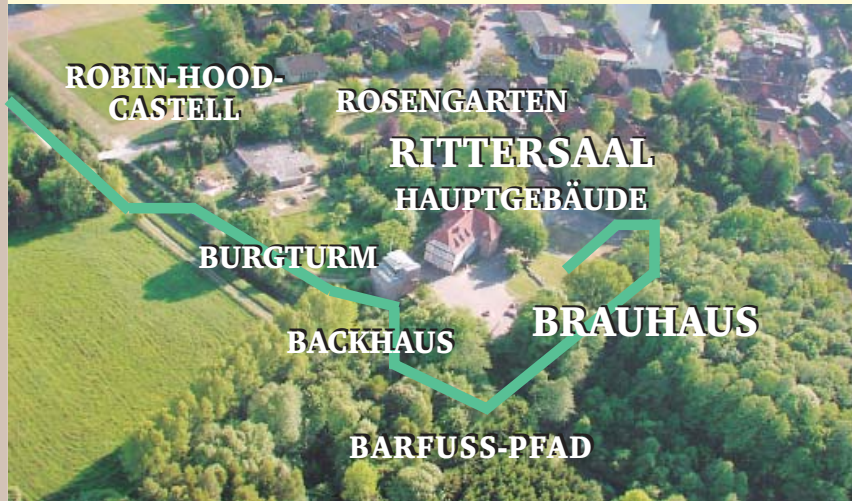 ROBIN-HOOD-
CASTELL
ROSENGARTEN
RITTERSAAL
HAUPTGEBÄUDE
BURGTURM
BRAUHAUS
BACKHAUS
BARFUSS-PFAD